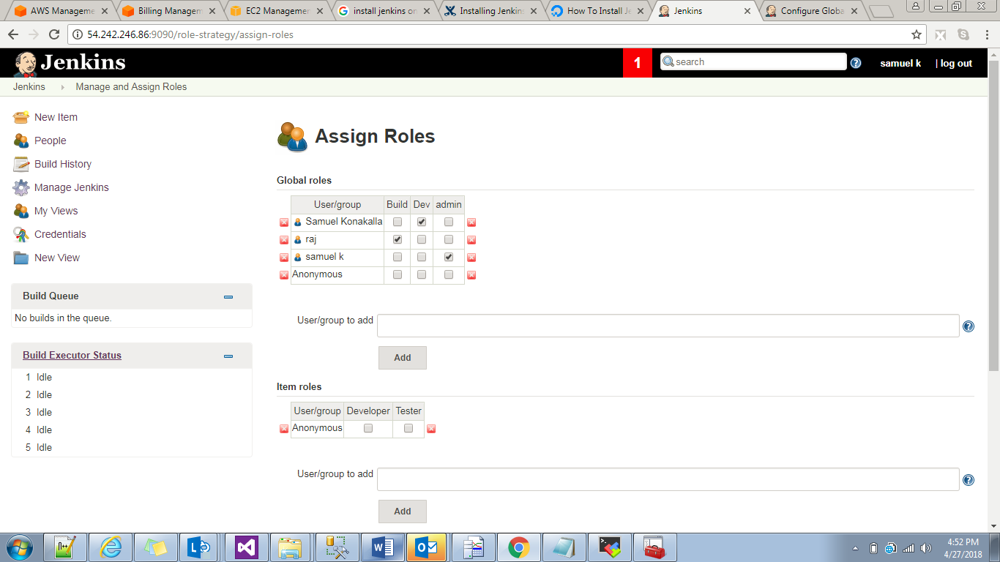 AWS Manageme
Billing Managem
EC2 Managemen
install jenkins on
Installing Jenkins
How To Install Je
Jenkins
Configure Globa
54.242.246.86:9090/role-strategy/assign-roles
Jenkins
1
search
samuel k
| log out
Jenkins
Manage and Assign Roles
New Item
People
Build History
Manage Jenkins
My Views
Credentials
New View
Build Queue
No builds in the queue.
Build Executor Status
1 Idle
2 Idle
3 Idle
4 Idle
5 Idle
Assign Roles
Global roles
User/group Build Dev admin
Samuel Konakalla
raj
samuel k
Anonymous
User/group to add
Add
Item roles
User/group Developer Tester
Anonymous
User/group to add
Add
4:52 PM
4/27/2018